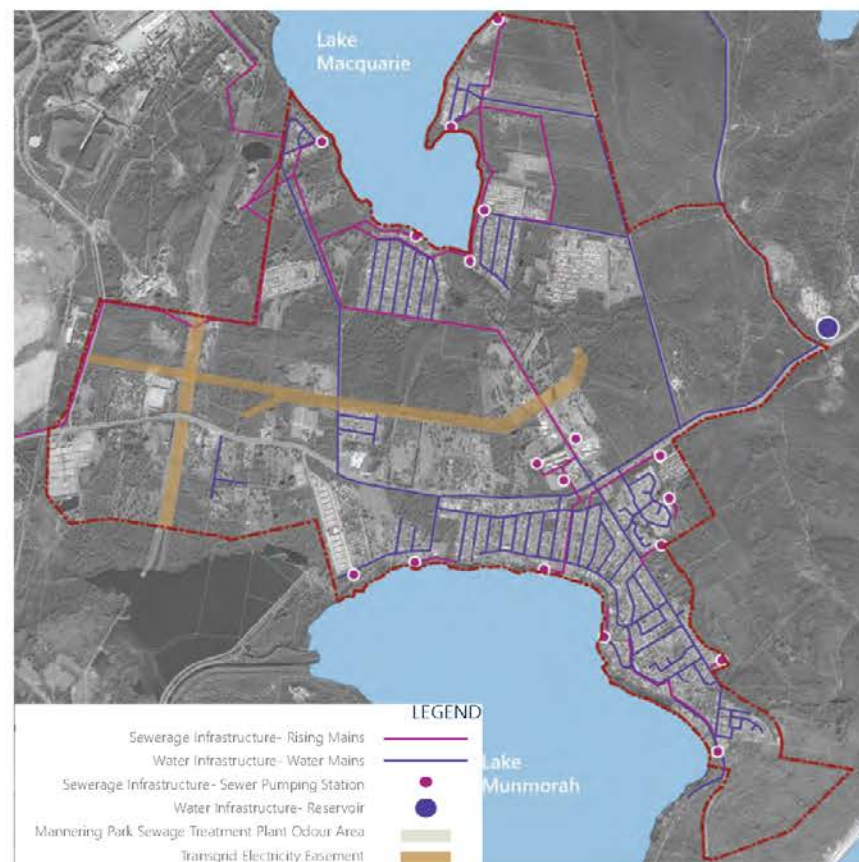 Lake
Macquarie
LEGEND
Sewerage Infrastructure- Rising Mains
Water Infrastructure- Water Mains
Sewerage Infrastructure- Sewer Pumping Station
Water Infrastructure- Reservoir
Mannering Park Sewage Treatment Plant Odour Area
Transgrid Electricity Easement
Lake
Munmorah